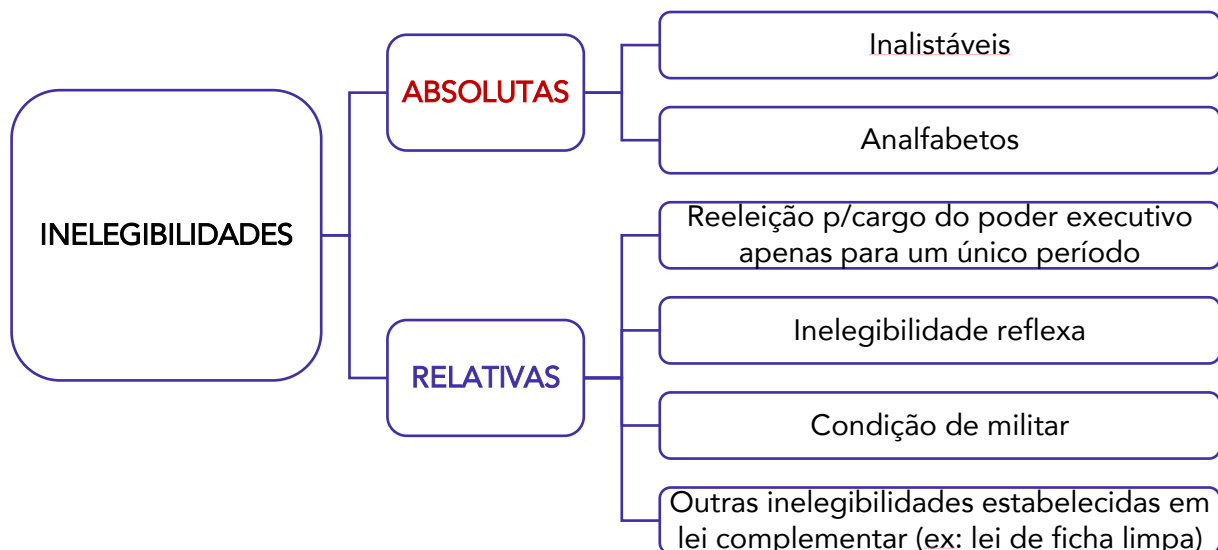 INELEGIBILIDADES
ABSOLUTAS
Inalistáveis
Analfabetos
RELATIVAS
Reeleição p/cargo do poder executivo
apenas para um único período
Inelegibilidade reflexa
Condição de militar
Outras inelegibilidades estabelecidas em
lei complementar (ex: lei de ficha limpa)